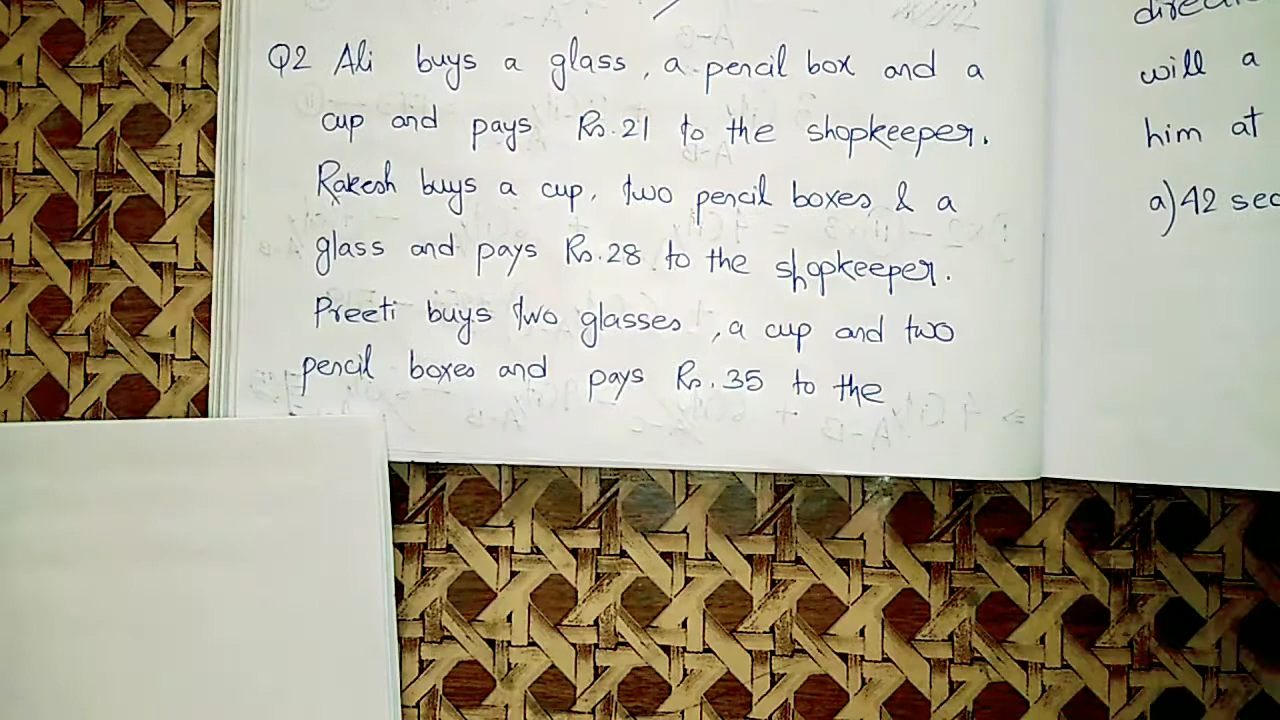 Q2 Ali buys a glass, a pencil box and a
cup and pays Rs.21 to the shopkeeper.
Rakesh buys a cup, two pencil boxes & a
glass and pays Rs.28 to the shopkeeper.
Preeti buys two glasses, a cup and two
pencil boxes and pays Rs.35 to the
will a
him at
a) 42 sec